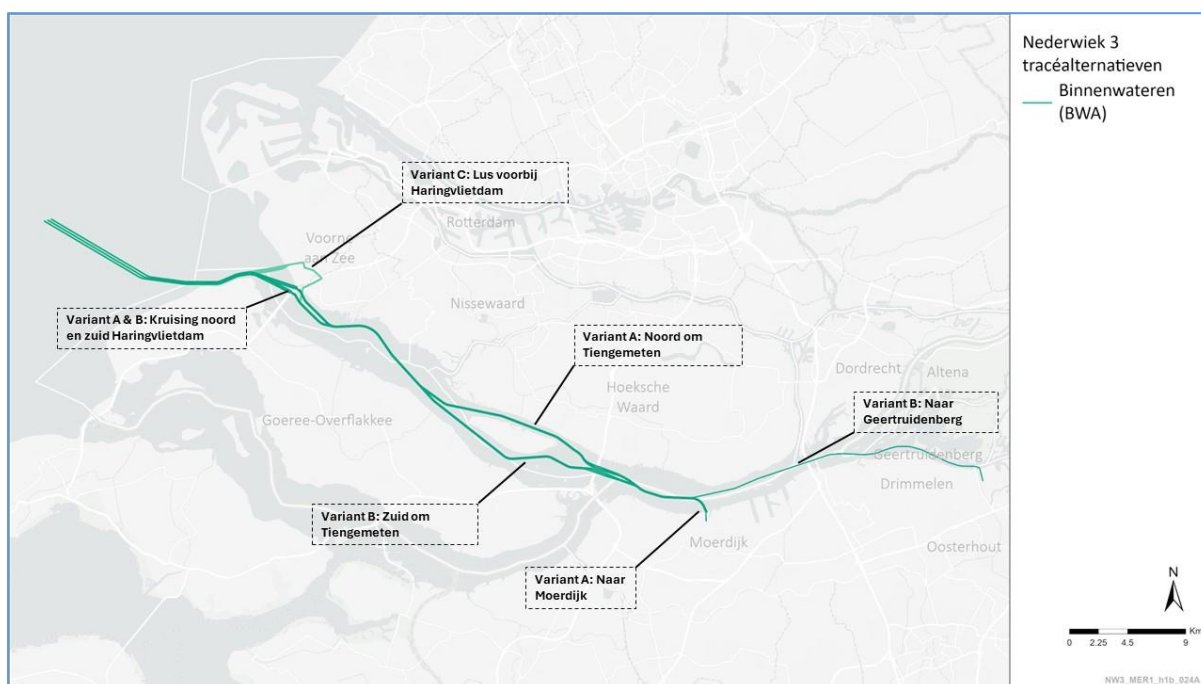 Nederwiek 3
tracéalternatieven
Binnenwateren
(BWA)
Variant C: Lus voorbij
Haringvlietdam
Rotterdam
Voorne
aan Zee
Nissewaard
Variant A & B: Kruising noord
en zuid Haringvlietdam
Variant A: Noord om
Tiengemeten
Dordrecht
Altena
Hoeksche
Waard
Variant B: Naar
Geertruidenberg
Goeree-Overflakkee
Geertruidenberg
Drimmelen
Variant B: Zuid om
Tiengemeten
Moerdijk
Oosterhout
Variant A: Naar
Moerdijk
N
Km
0 2.25 4.5 9
NW3_MER1_h1b_024A